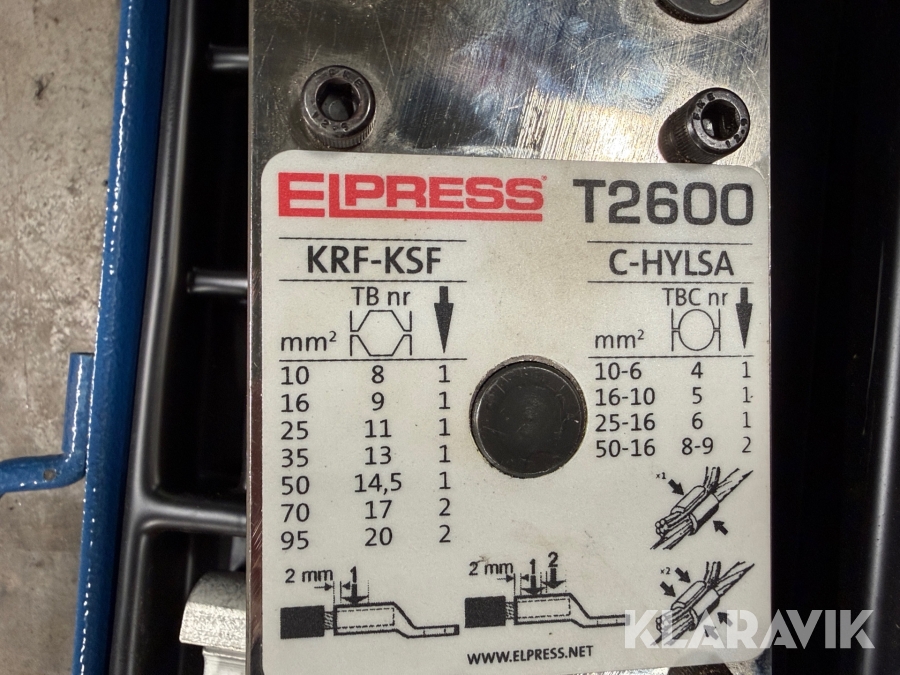 ELPRESS® T2600
KRF-KSF
TB nr
mm²
10 8 1
16 9 1
25 11 1
35 13 1
50 14,5 1
70 17 2
95 20 2
C-HYLSA
TBC nr
mm²
10-6 4 1
16-10 5 1
25-16 6 1
50-16 8-9 2
x1
x2
2 mm 1
2 mm 1 2
WWW.ELPRESS.NET
KLARAVIK